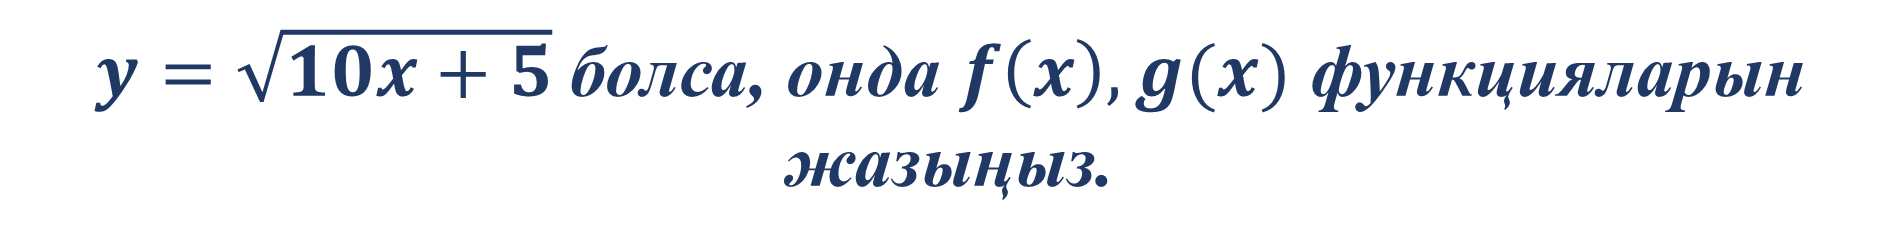 y = √10x + 5 болса, онда f(x), g(x) функцияларын
жазыңыз.